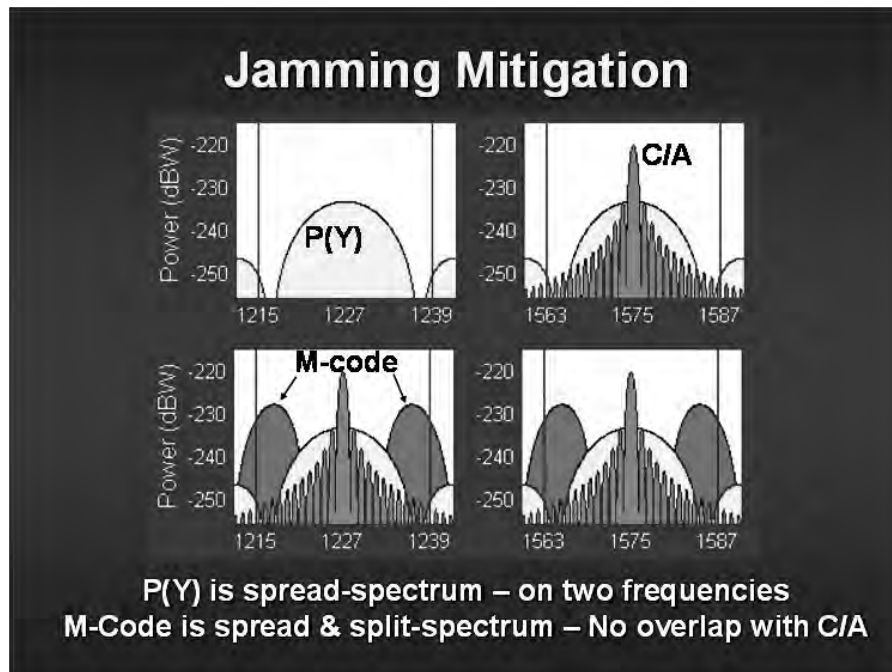 Jamming Mitigation
Power (dBW)
-220
-230
-240
-250
P(Y)
1215 1227 1239
-220
-230
-240
-250
C/A
1563 1575 1587
Power (dBW)
-220
-230
-240
-250
M-code
1215 1227 1239
-220
-230
-240
-250
1563 1575 1587
P(Y) is spread-spectrum – on two frequencies
M-Code is spread & split-spectrum – No overlap with C/A